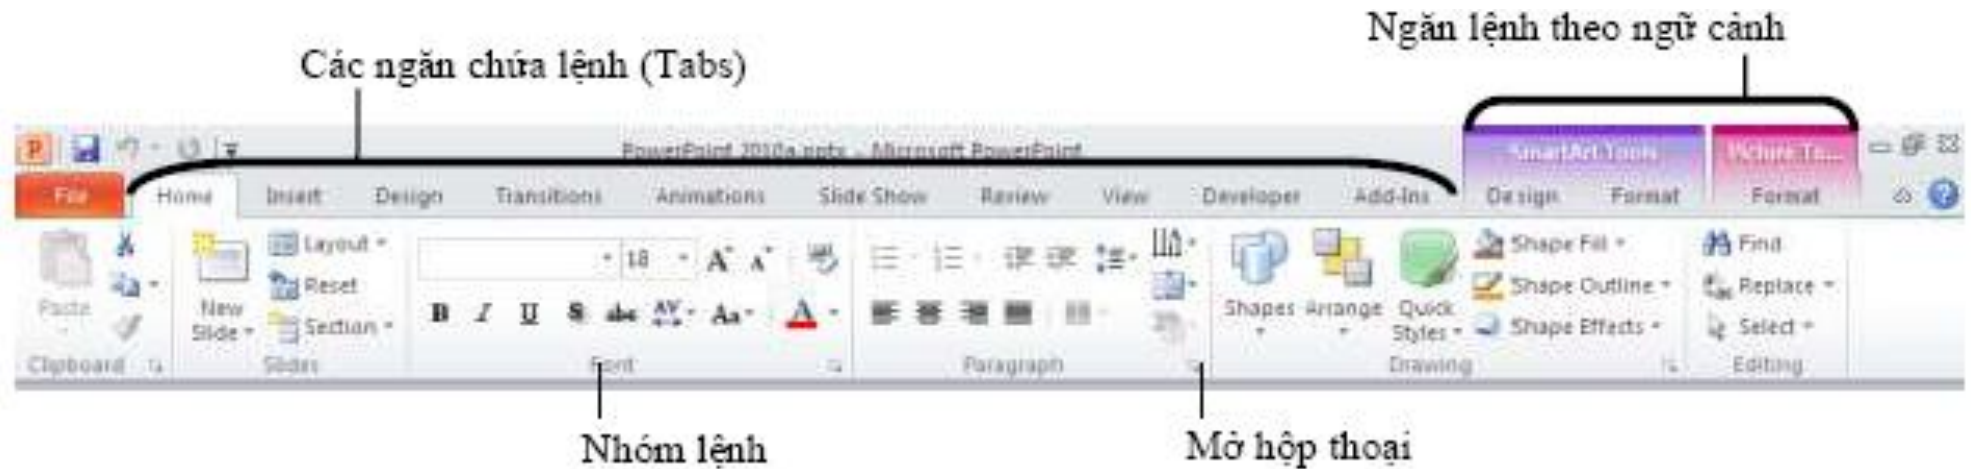 Ngăn lệnh theo ngữ cảnh
Các ngăn chứa lệnh (Tabs)
PowerPoint 2010a.pptx - Microsoft PowerPoint SmartArt Tools Picture To...
File Home Insert Design Transitions Animations Slide Show Review View Developer Add-Ins Design Format Format
Layout Shape Fill Find
18
Reset Shape Outline Replace
Paste New Slide Shapes Arrange Quick Styles
B I U S abc AV Aa A
Section Shape Effects Select
Clipboard Slides Font Paragraph Drawing Editing
Nhóm lệnh Mở hộp thoại